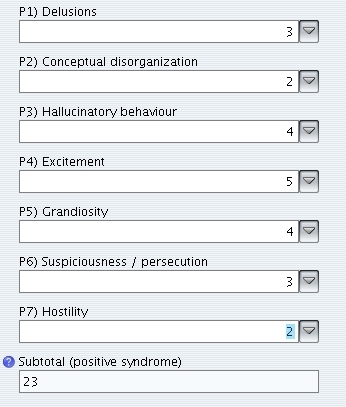 P1) Delusions
3
P2) Conceptual disorganization
2
P3) Hallucinatory behaviour
4
P4) Excitement
5
P5) Grandiosity
4
P6) Suspiciousness / persecution
3
P7) Hostility
2
? Subtotal (positive syndrome)
23